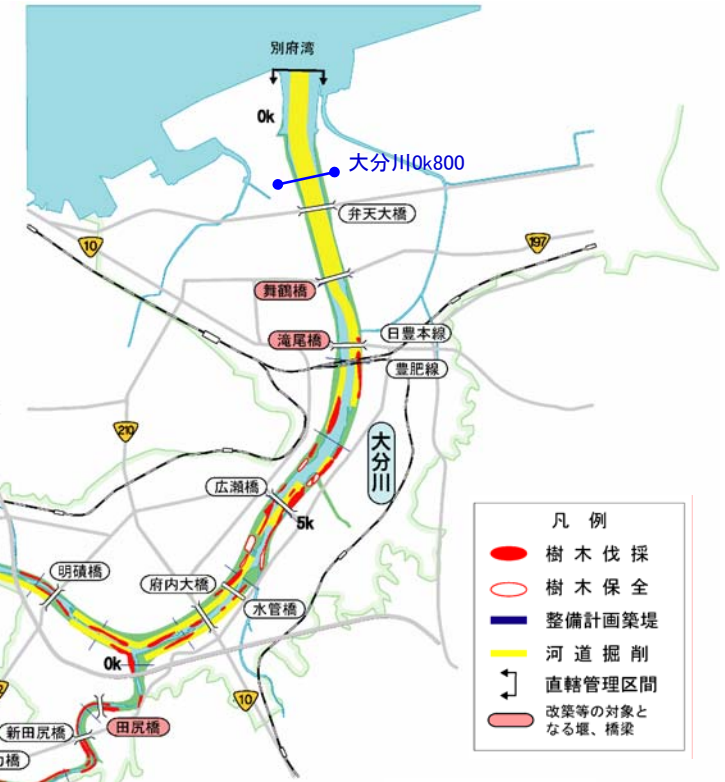 別府湾
0k
大分川0k800
弁天大橋
10
197
舞鶴橋
滝尾橋
日豊本線
豊肥線
210
大分川
広瀬橋
5k
明磧橋
府内大橋
水管橋
0k
10
新田尻橋
田尻橋
橋
凡 例
樹木伐採
樹木保全
整備計画築堤
河道掘削
直轄管理区間
改築等の対象と
なる堰、橋梁